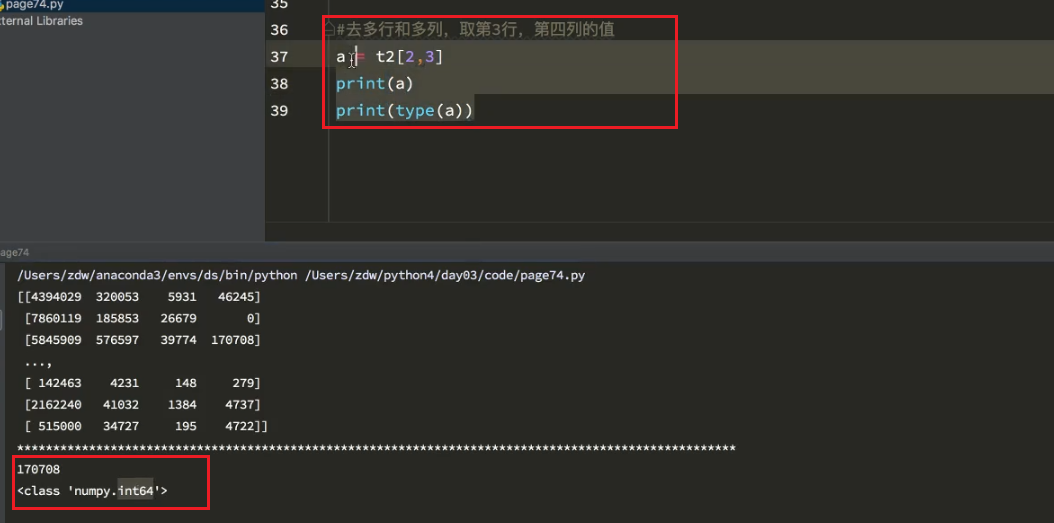 page74.py
ternal Libraries
35
36 #去多行和多列，取第3行，第四列的值
37 a = t2[2,3]
38 print(a)
39 print(type(a))
age74
/Users/zdw/anaconda3/envs/ds/bin/python /Users/zdw/python4/day03/code/page74.py
[[4394029 320053 5931 46245]
[7860119 185853 26679 0]
[5845909 576597 39774 170708]
...,
[ 142463 4231 148 279]
[2162240 41032 1384 4737]
[ 515000 34727 195 4722]]
****************************************************************************************************
170708
<class 'numpy.int64'>